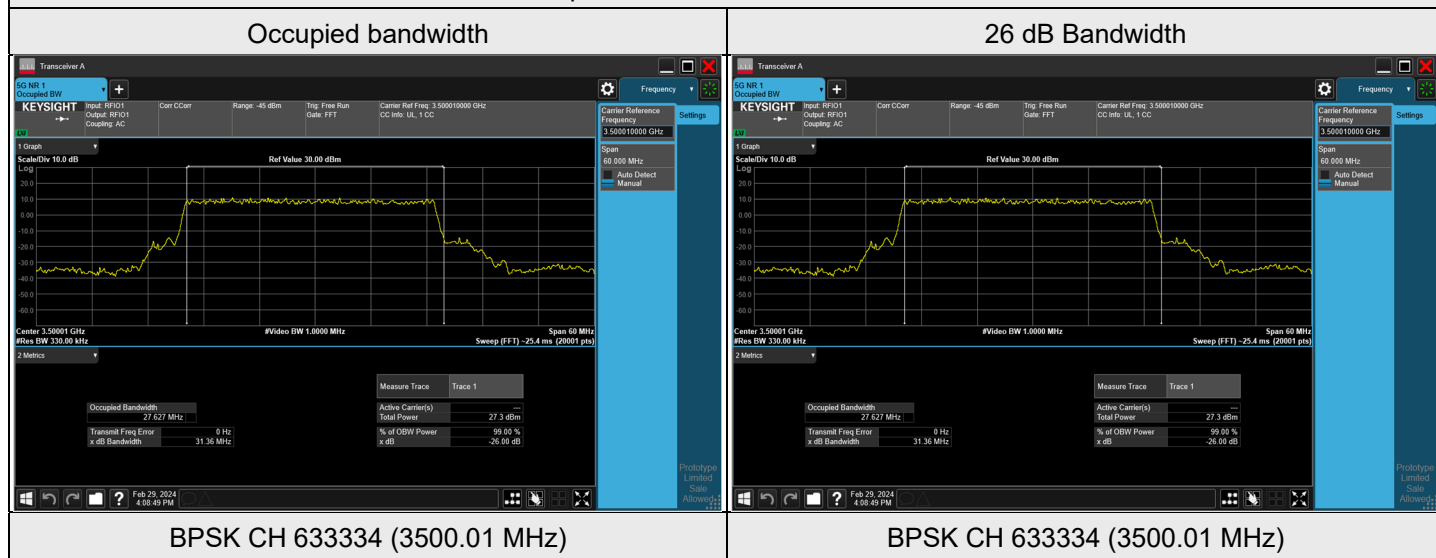 Occupied bandwidth
26 dB Bandwidth
Transceiver A
5G NR 1
Occupied BW
Frequency
KEYSIGHT
Input: RFIO1
Output: RFIO1
Coupling: AC
Corr CCorr
Range: -45 dBm
Trig: Free Run
Gate: FFT
Carrier Ref Freq: 3.500010000 GHz
CC Info: UL, 1 CC
LXI
Carrier Reference
Frequency
3.500010000 GHz
Settings
Span
60.000 MHz
Auto Detect
Manual
1 Graph
Scale/Div 10.0 dB
Ref Value 30.00 dBm
Log
20.0
10.0
0.00
-10.0
-20.0
-30.0
-40.0
-50.0
-60.0
Center 3.50001 GHz
#Video BW 1.0000 MHz
Span 60 MHz
#Res BW 330.00 kHz
Sweep (FFT) ~25.4 ms (20001 pts)
2 Metrics
Measure Trace Trace 1
Occupied Bandwidth
27.627 MHz
Active Carrier(s) ---
Total Power 27.3 dBm
Transmit Freq Error 0 Hz
x dB Bandwidth 31.36 MHz
% of OBW Power 99.00 %
x dB -26.00 dB
Feb 29, 2024
4:08:49 PM
Transceiver A
5G NR 1
Occupied BW
Frequency
KEYSIGHT
Input: RFIO1
Output: RFIO1
Coupling: AC
Corr CCorr
Range: -45 dBm
Trig: Free Run
Gate: FFT
Carrier Ref Freq: 3.500010000 GHz
CC Info: UL, 1 CC
LXI
Carrier Reference
Frequency
3.500010000 GHz
Settings
Span
60.000 MHz
Auto Detect
Manual
1 Graph
Scale/Div 10.0 dB
Ref Value 30.00 dBm
Log
20.0
10.0
0.00
-10.0
-20.0
-30.0
-40.0
-50.0
-60.0
Center 3.50001 GHz
#Video BW 1.0000 MHz
Span 60 MHz
#Res BW 330.00 kHz
Sweep (FFT) ~25.4 ms (20001 pts)
2 Metrics
Measure Trace Trace 1
Occupied Bandwidth
27.627 MHz
Active Carrier(s) ---
Total Power 27.3 dBm
Transmit Freq Error 0 Hz
x dB Bandwidth 31.36 MHz
% of OBW Power 99.00 %
x dB -26.00 dB
Prototype
Limited
Sale
Allowed
Feb 29, 2024
4:08:49 PM
Prototype
Limited
Sale
Allowed
BPSK CH 633334 (3500.01 MHz)
BPSK CH 633334 (3500.01 MHz)